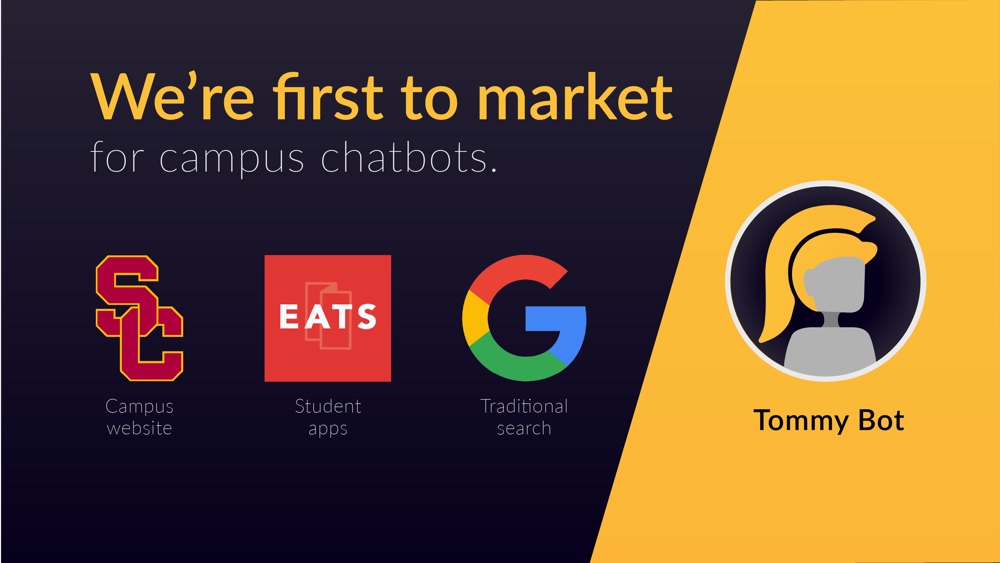 We're first to market
for campus chatbots.
SC
EATS
G
Campus
website
Student
apps
Traditional
search
Tommy Bot